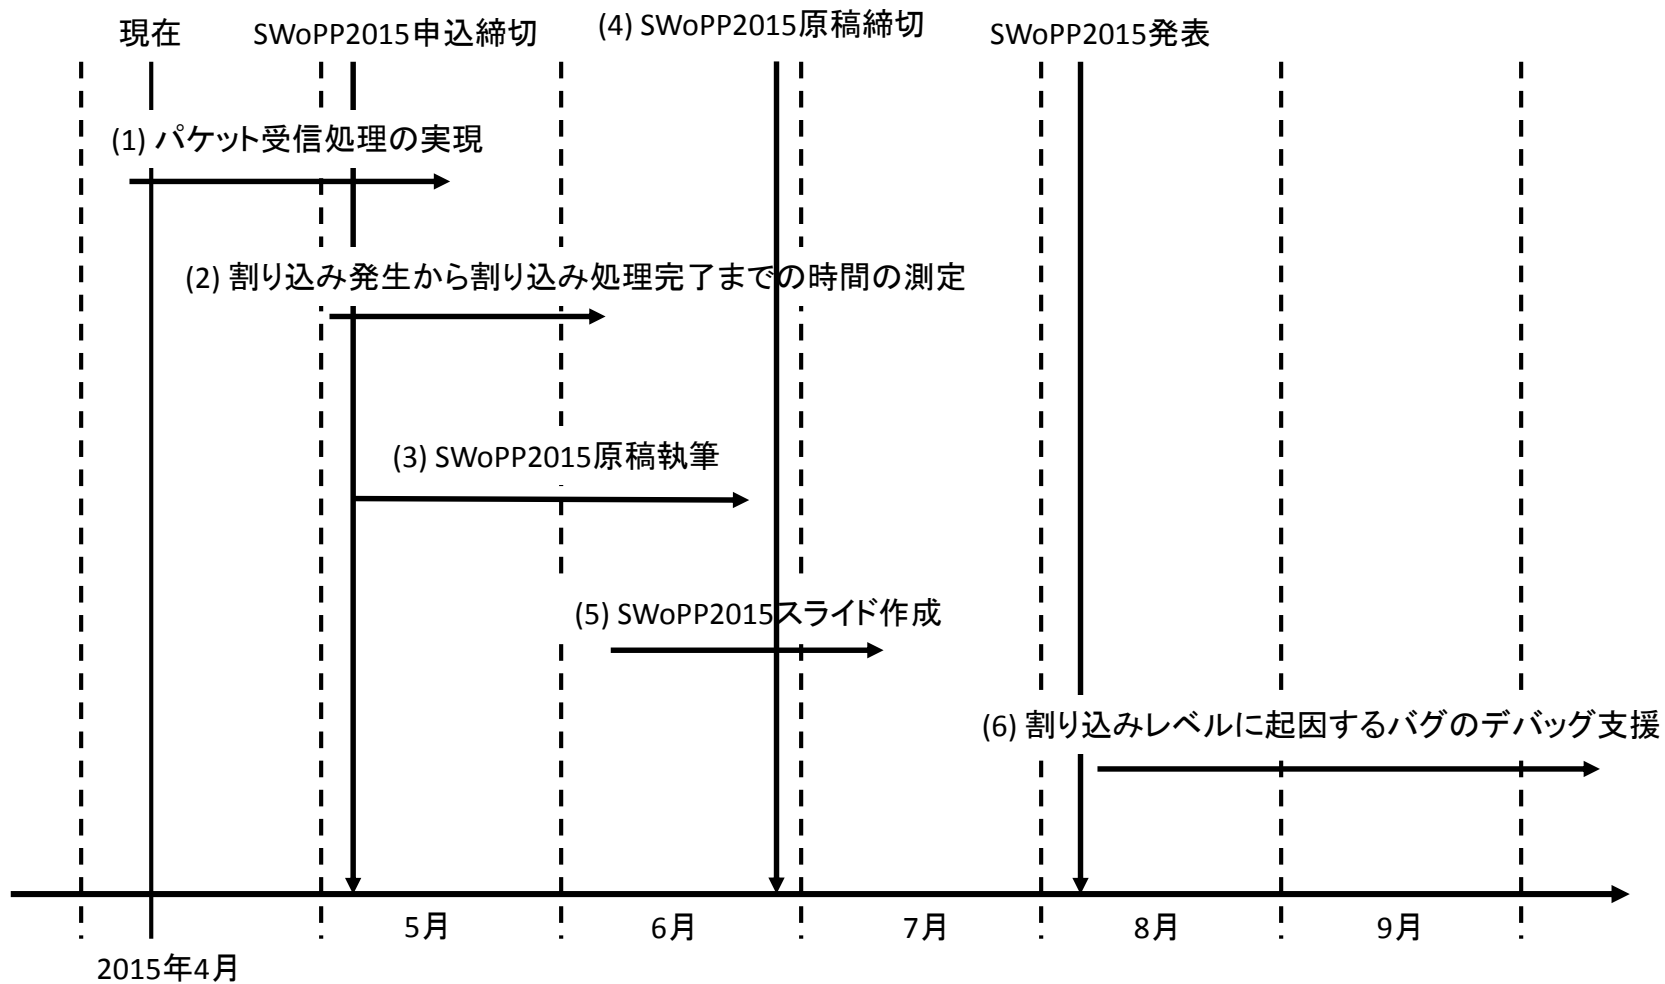 現在
SWoPP2015申込締切
(4) SWoPP2015原稿締切
SWoPP2015発表
(1) パケット受信処理の実現
(2) 割り込み発生から割り込み処理完了までの時間の測定
(3) SWoPP2015原稿執筆
(5) SWoPP2015スライド作成
(6) 割り込みレベルに起因するバグのデバッグ支援
5月
6月
7月
8月
9月
2015年4月